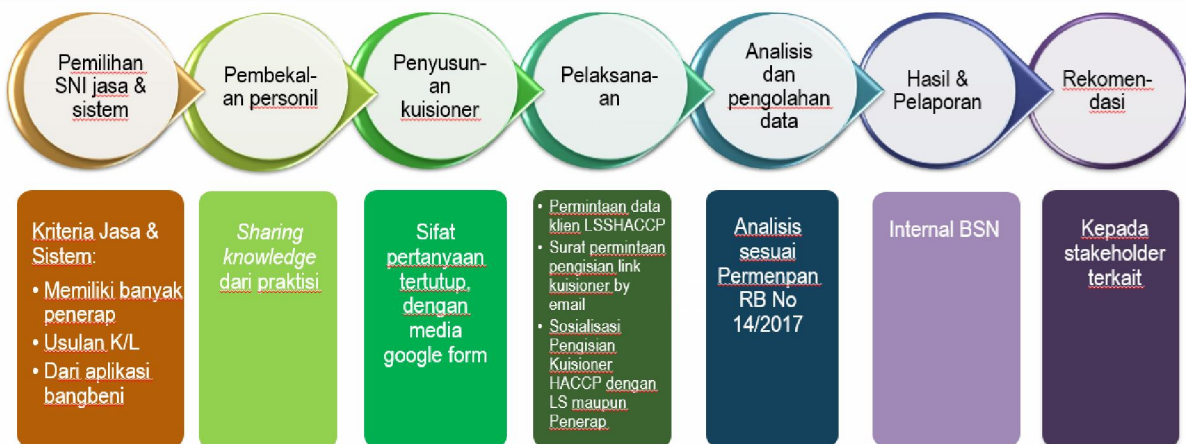 Pemilihan
SNI jasa &
sistem
Pembekal-
an personil
Penyusun-
an
kuisioner
Pelaksana-
an
Analisis
dan
pengolahan
data
Hasil &
Pelaporan
Rekomen-
dasi
Kriteria Jasa &
Sistem:
• Memiliki banyak
penerap
• Usulan K/L
• Dari aplikasi
bangbeni
Sharing
knowledge
dari praktisi
Sifat
pertanyaan
tertutup,
dengan
media
google form
• Permintaan data
klien LSSHACCP
• Surat permintaan
pengisian link
kuisioner by
email
• Sosialisasi
Pengisian
Kuisioner
HACCP dengan
LS maupun
Penerap
Analisis
sesuai
Permenpan
RB No
14/2017
Internal BSN
Kepada
stakeholder
terkait